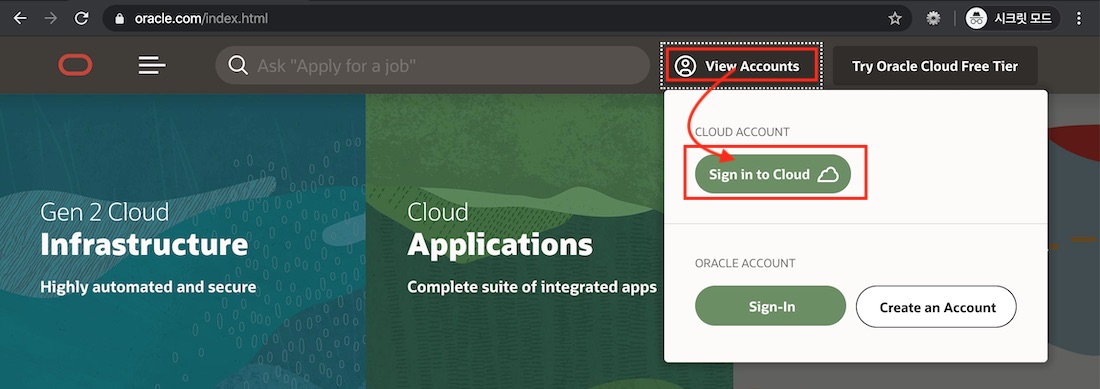 oracle.com/index.html
시크릿 모드
Ask "Apply for a job"
View Accounts
Try Oracle Cloud Free Tier
CLOUD ACCOUNT
Sign in to Cloud
Gen 2 Cloud
Infrastructure
Highly automated and secure
Cloud
Applications
Complete suite of integrated apps
ORACLE ACCOUNT
Sign-In
Create an Account